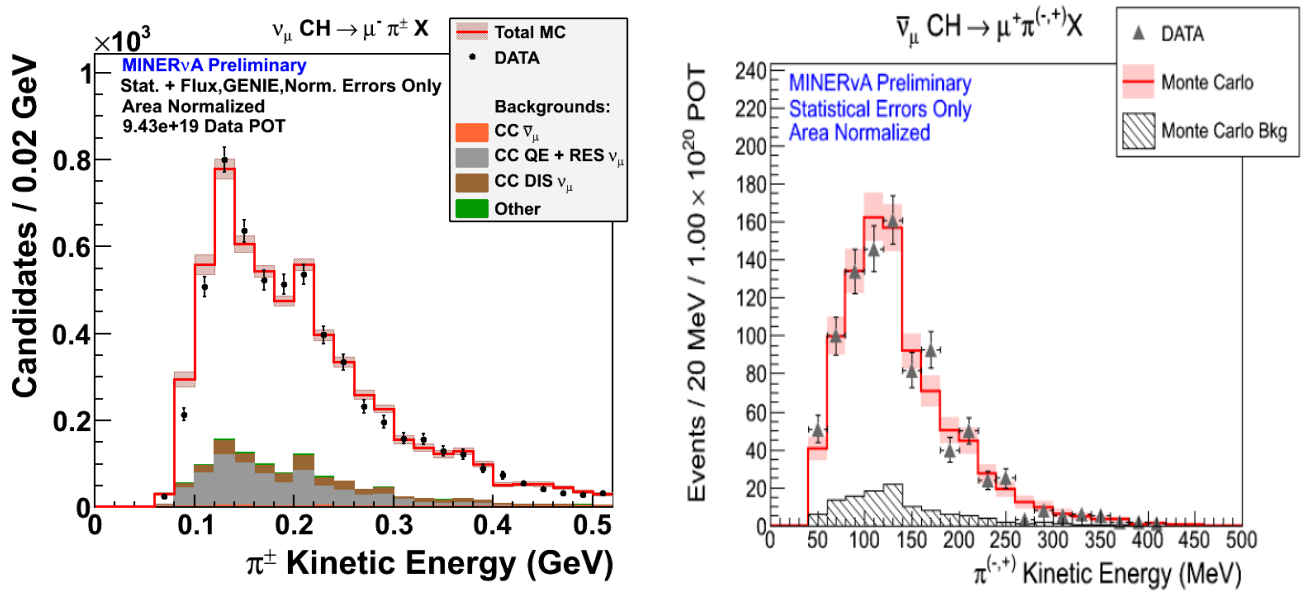 ν_μ CH → μ⁻ π^± X
×10³
Candidates / 0.02 GeV
1
0.8
0.6
0.4
0.2
0
MINERνA Preliminary
Stat. + Flux,GENIE,Norm. Errors Only
Area Normalized
9.43e+19 Data POT
Total MC
DATA
Backgrounds:
CC ν̅_μ
CC QE + RES ν_μ
CC DIS ν_μ
Other
0 0.1 0.2 0.3 0.4 0.5
π^± Kinetic Energy (GeV)
ν̅_μ CH → μ⁺π^(-,+)X
Events / 20 MeV / 1.00 × 10²⁰ POT
240
220
200
180
160
140
120
100
80
60
40
20
0
MINERνA Preliminary
Statistical Errors Only
Area Normalized
DATA
Monte Carlo
Monte Carlo Bkg
0 50 100 150 200 250 300 350 400 450 500
π^(-,+) Kinetic Energy (MeV)